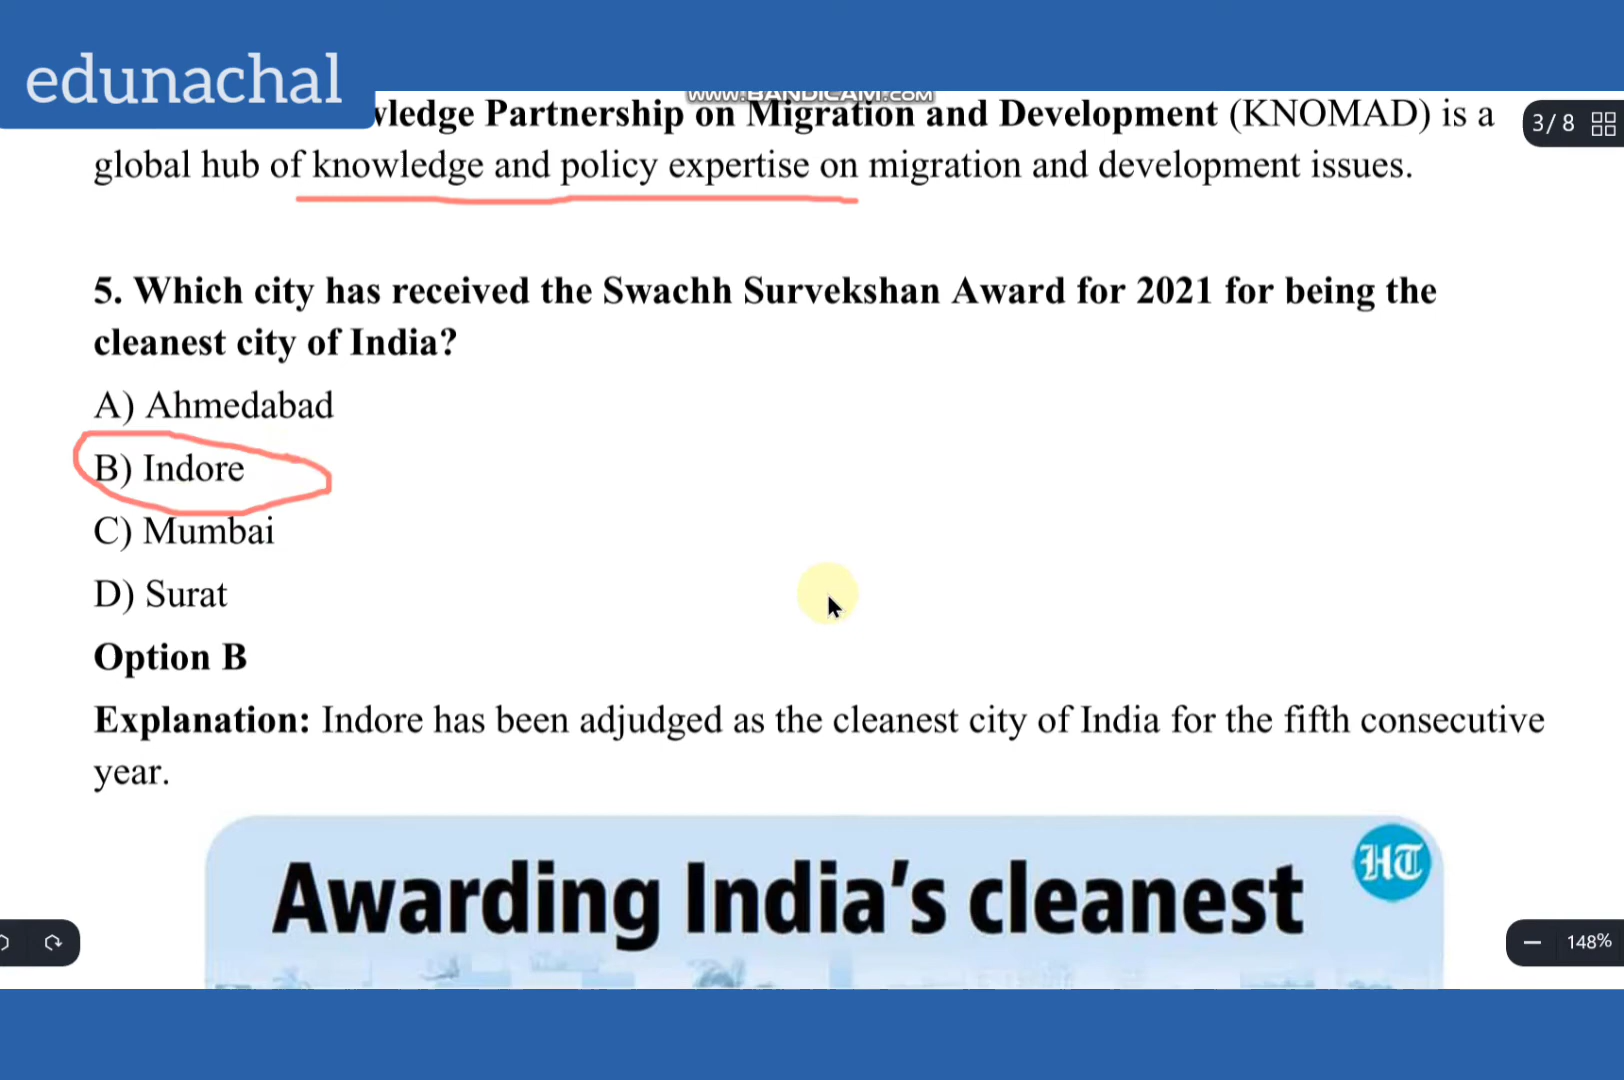 edunachal
WWW.BANDICAM.COM
wledge Partnership on Migration and Development (KNOMAD) is a
3/8
global hub of knowledge and policy expertise on migration and development issues.
5. Which city has received the Swachh Survekshan Award for 2021 for being the
cleanest city of India?
A) Ahmedabad
B) Indore
C) Mumbai
D) Surat
Option B
Explanation: Indore has been adjudged as the cleanest city of India for the fifth consecutive
year.
HT
Awarding India's cleanest
148%